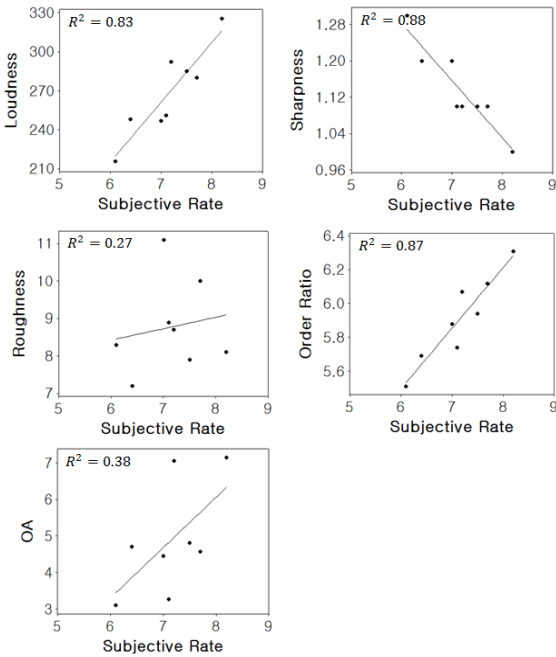 R² = 0.83
330
300
270
240
210
Loudness
5 6 7 8 9
Subjective Rate
R² = 0.88
1.28
1.20
1.12
1.04
0.96
Sharpness
5 6 7 8 9
Subjective Rate
R² = 0.27
11
10
9
8
7
Roughness
5 6 7 8 9
Subjective Rate
R² = 0.87
6.4
6.2
6.0
5.8
5.6
Order Ratio
5 6 7 8 9
Subjective Rate
R² = 0.38
7
6
5
4
3
OA
5 6 7 8 9
Subjective Rate